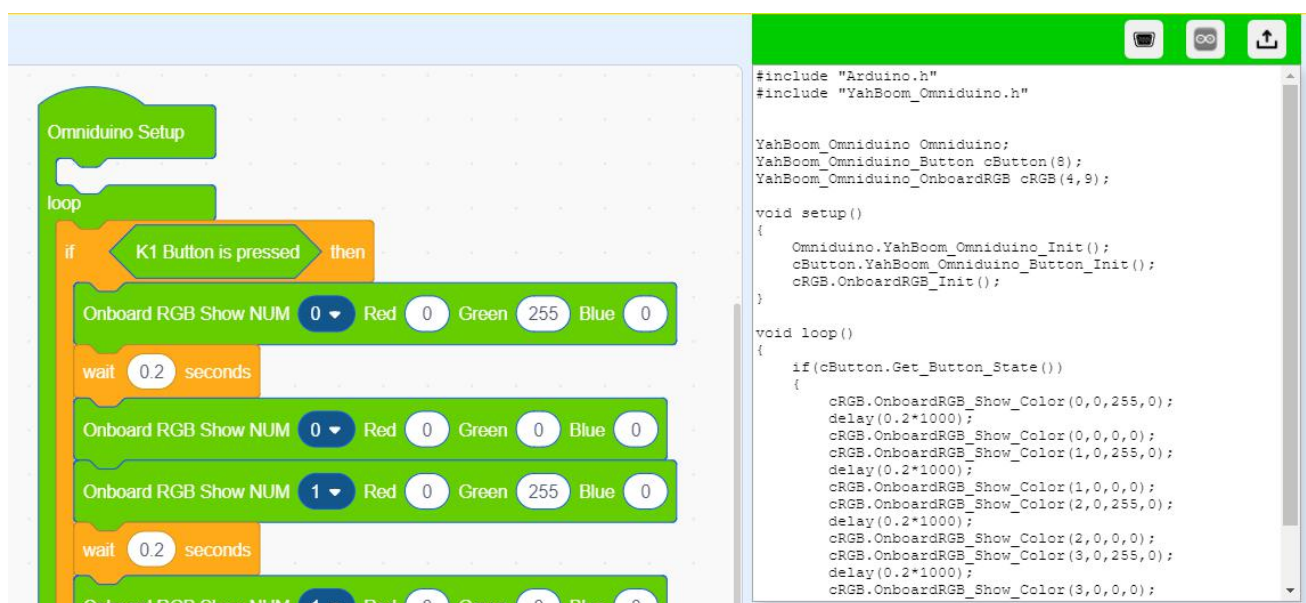 Omniduino Setup
loop
if K1 Button is pressed then
Onboard RGB Show NUM 0 Red 0 Green 255 Blue 0
wait 0.2 seconds
Onboard RGB Show NUM 0 Red 0 Green 0 Blue 0
Onboard RGB Show NUM 1 Red 0 Green 255 Blue 0
wait 0.2 seconds
#include "Arduino.h"
#include "YahBoom_Omniduino.h"
YahBoom_Omniduino Omniduino;
YahBoom_Omniduino_Button cButton(8);
YahBoom_Omniduino_OnboardRGB cRGB(4,9);
void setup()
{
Omniduino.YahBoom_Omniduino_Init();
cButton.YahBoom_Omniduino_Button_Init();
cRGB.OnboardRGB_Init();
}
void loop()
{
if(cButton.Get_Button_State())
{
cRGB.OnboardRGB_Show_Color(0,0,255,0);
delay(0.2*1000);
cRGB.OnboardRGB_Show_Color(0,0,0,0);
cRGB.OnboardRGB_Show_Color(1,0,255,0);
delay(0.2*1000);
cRGB.OnboardRGB_Show_Color(1,0,0,0);
cRGB.OnboardRGB_Show_Color(2,0,255,0);
delay(0.2*1000);
cRGB.OnboardRGB_Show_Color(2,0,0,0);
cRGB.OnboardRGB_Show_Color(3,0,255,0);
delay(0.2*1000);
cRGB.OnboardRGB_Show_Color(3,0,0,0);